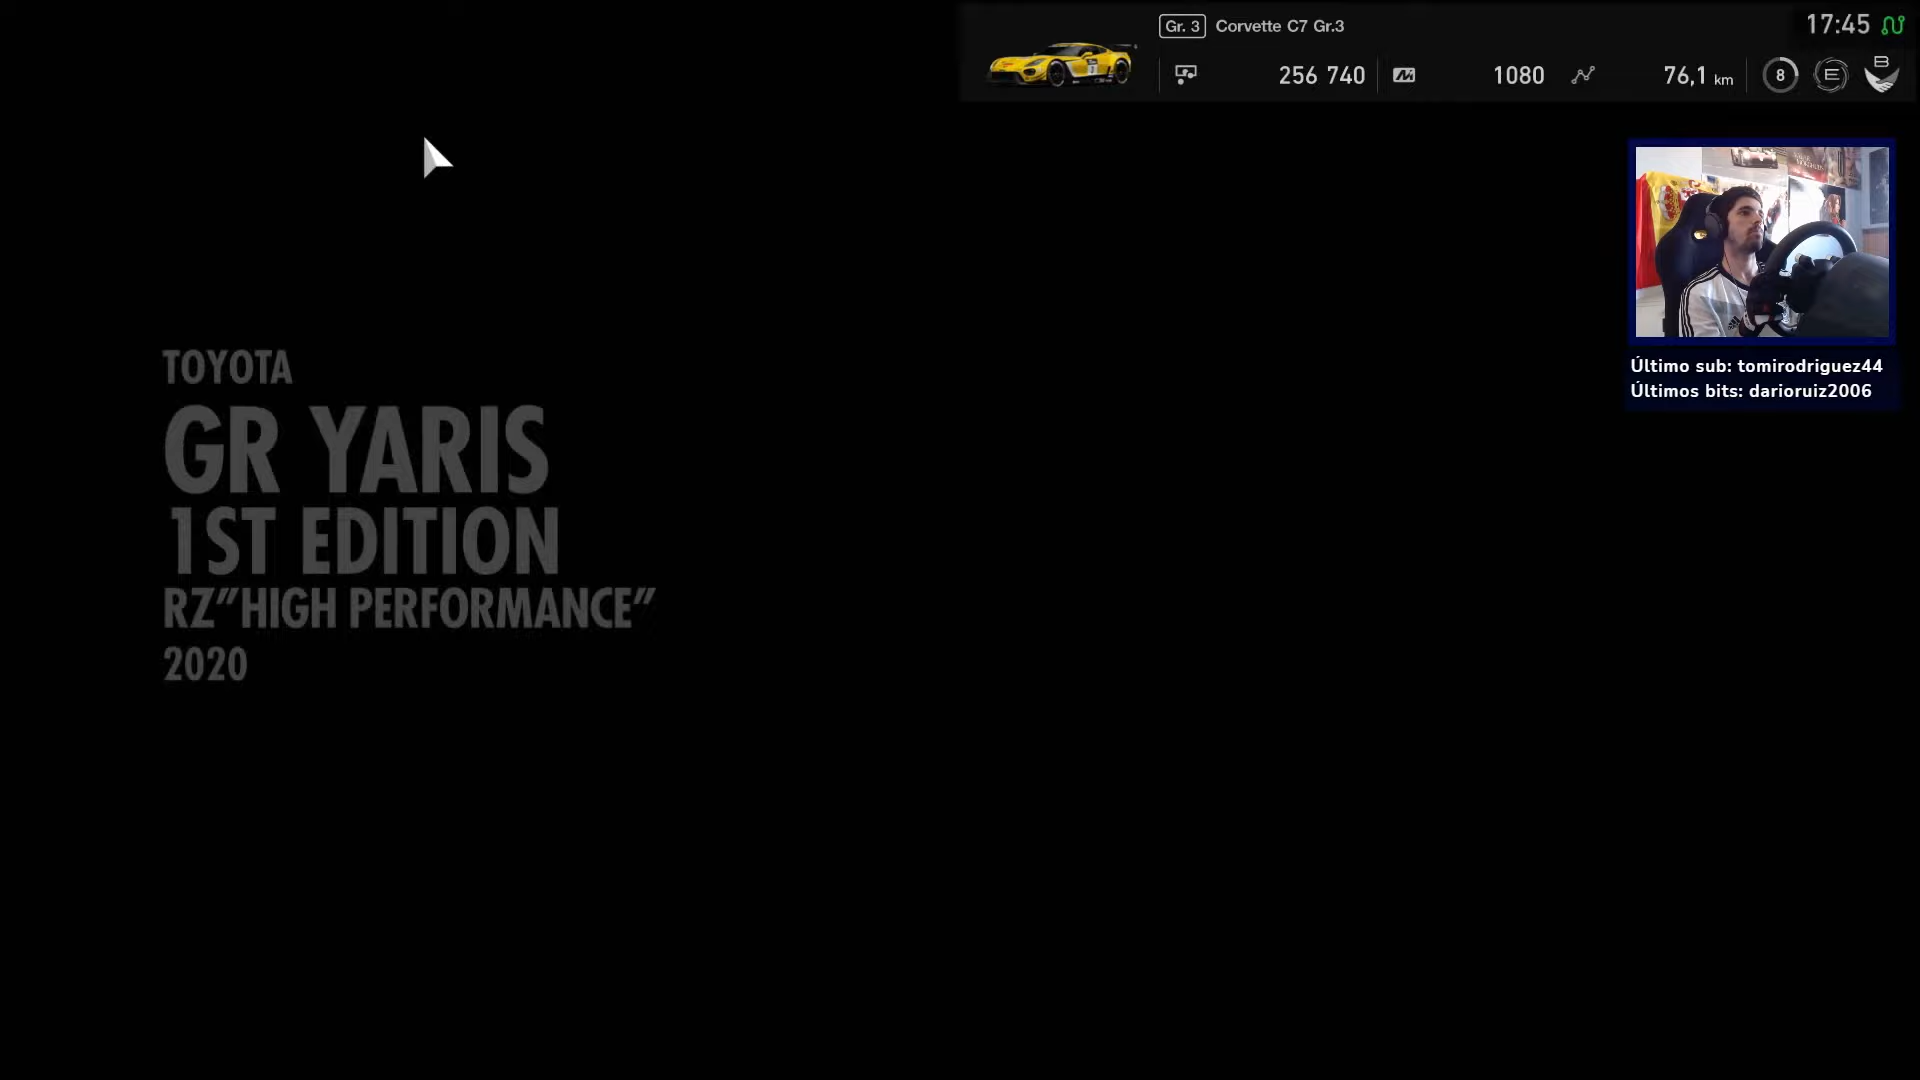 Gr. 3 Corvette C7 Gr.3
17:45
256 740 1080 76,1 km 8 E B
TOYOTA
GR YARIS
1ST EDITION
RZ"HIGH PERFORMANCE"
2020
Último sub: tomirodriguez44
Últimos bits: darioruiz2006